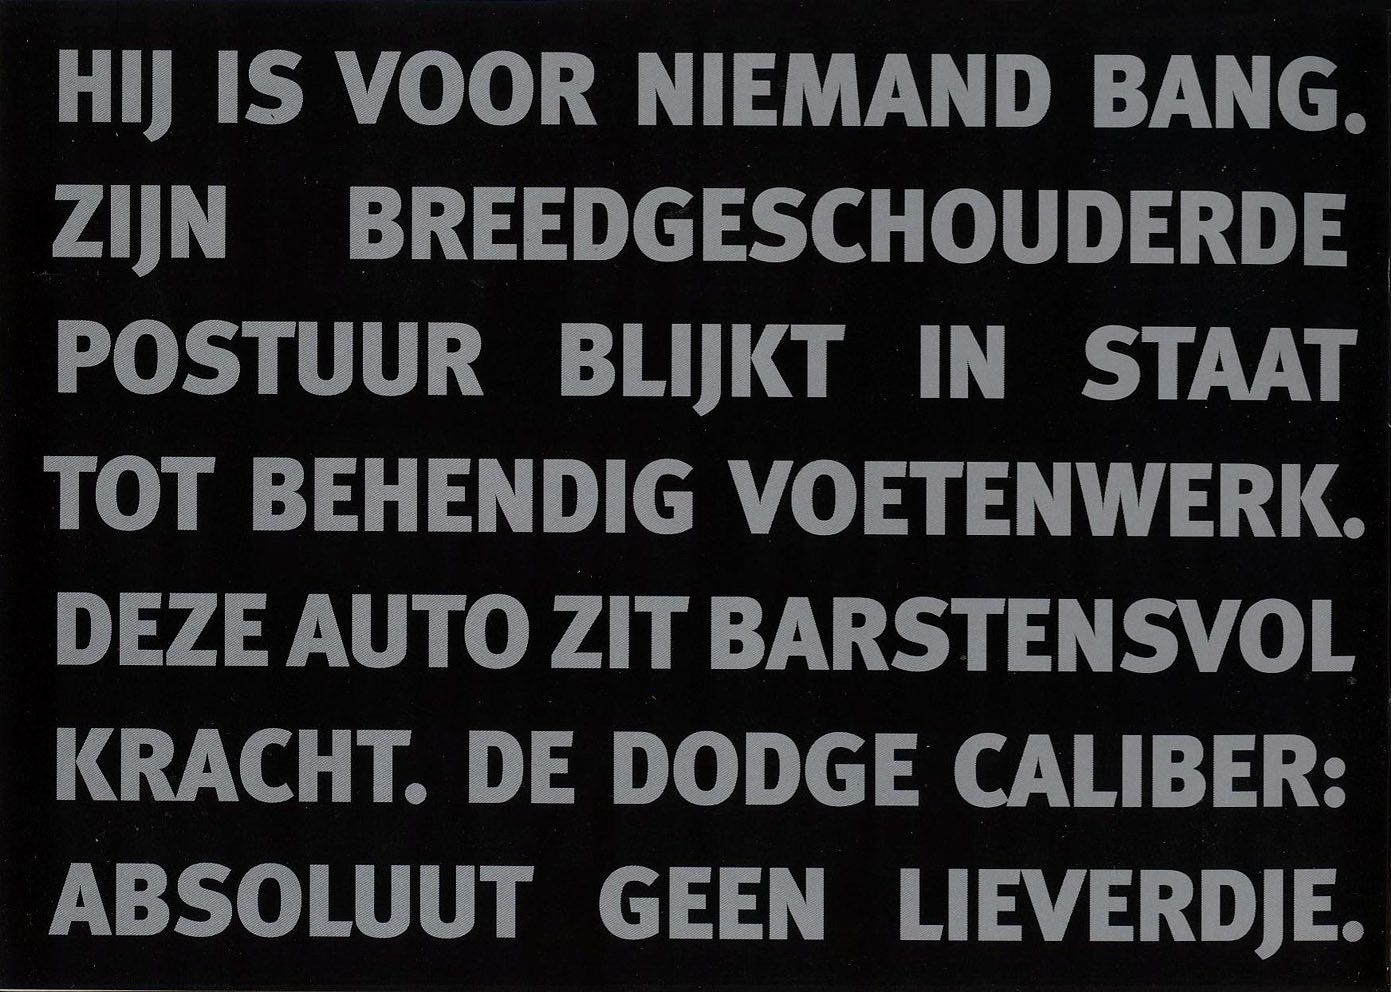 HIJ IS VOOR NIEMAND BANG.
ZIJN BREEDGESCHOUDERDE
POSTUUR BLIJKT IN STAAT
TOT BEHENDIG VOETENWERK.
DEZE AUTO ZIT BARSTENSVOL
KRACHT. DE DODGE CALIBER:
ABSOLUUT GEEN LIEVERDJE.